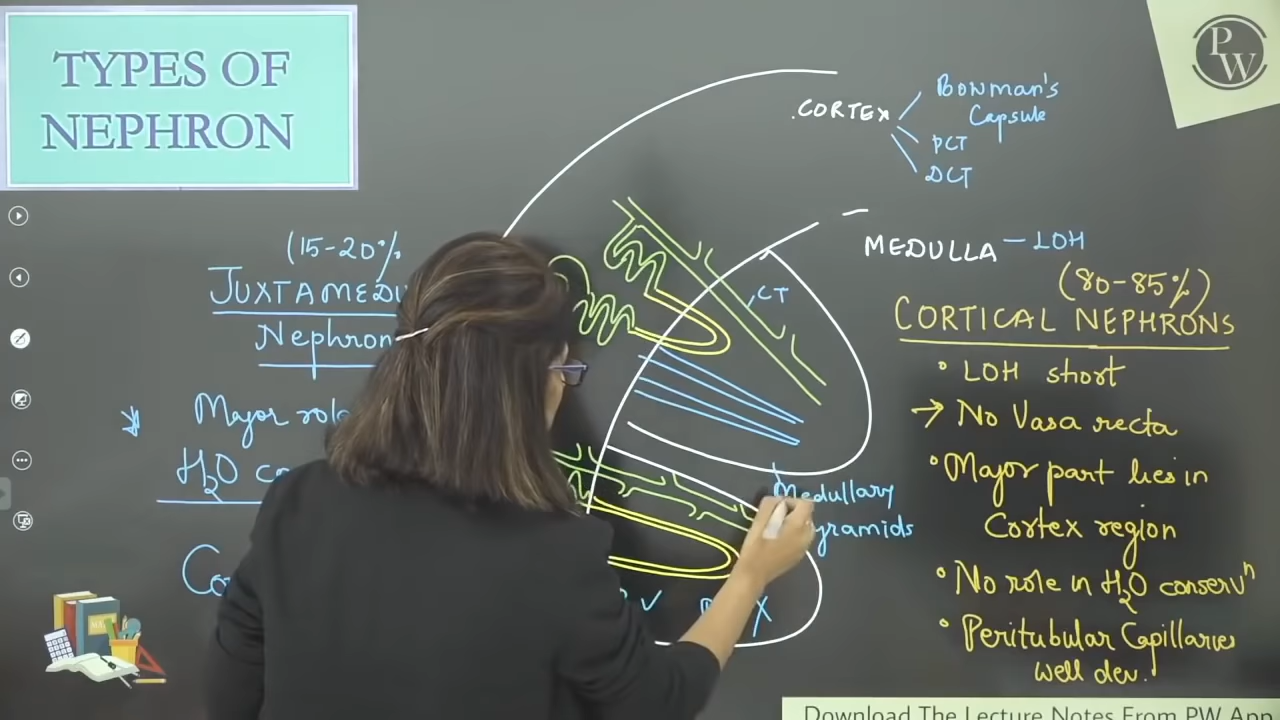 TYPES OF
NEPHRON
P
W
CORTEX
BOWMAN'S
Capsule
PCT
DCT
MEDULLA - LOH
CT
(15-20%
JUXTAMEDU
Nephron
Major role
H2O
Medullary
yramids
(80-85%)
CORTICAL NEPHRONS
• LOH short
→ No Vasa recta
• Major part lies in
Cortex region
• No role in H2O conservⁿ
• Peritubular Capillaries
well dev.
Download The Lecture Notes From PW App